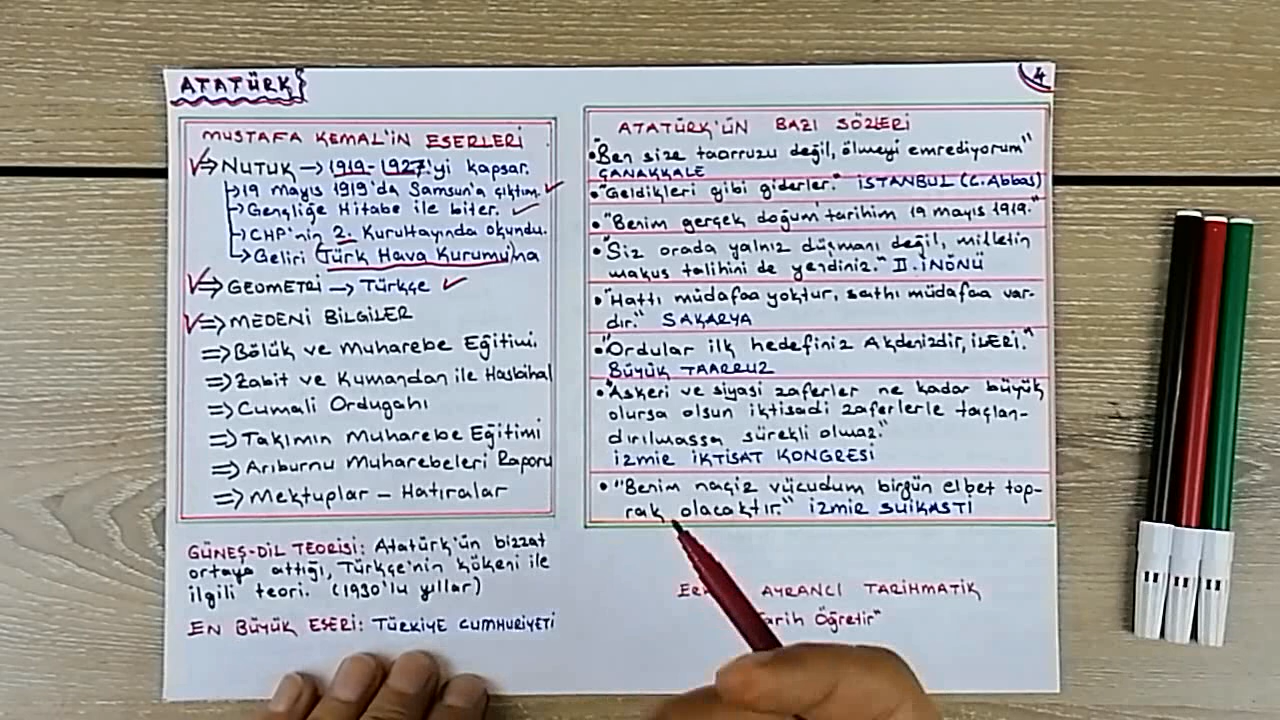 ATATÜRK
4
MUSTAFA KEMAL'İN ESERLERİ
NUTUK → 1919-1927'yi kapsar.
19 mayıs 1919'da Samsun'a çıktım.
Gençliğe Hitabe ile biter.
CHP'nin 2. Kurultayında okundu.
Geliri (Türk Hava Kurumu)na
GEOMETRİ → Türkçe
MEDENİ BİLGİLER
Bölük ve Muharebe Eğitimi
Zabit ve Kumandan ile Hasbihal
Cumalı Ordugahı
Takımın Muharebe Eğitimi
Arıburnu Muharebeleri Raporu
Mektuplar - Hatıralar
GÜNEŞ-DİL TEORİSİ: Atatürk'ün bizzat
ortaya attığı, Türkçe'nin kökeni ile
ilgili teori. (1930'lu yıllar)
EN BÜYÜK ESERİ: TÜRKİYE CUMHURİYETİ
ATATÜRK'ÜN BAZI SÖZLERİ
• "Ben size taarruzu değil, ölmeyi emrediyorum"
ÇANAKKALE
• "Geldikleri gibi giderler." İSTANBUL (C. Abbas)
• "Benim gerçek doğum tarihim 19 mayıs 1919."
• "Siz orada yalnız düşmanı değil, milletin
makus talihini de yendiniz." II. İNÖNÜ
• "Hattı müdafaa yoktur, sathı müdafaa var-
dır." SAKARYA
• "Ordular ilk hedefiniz Akdenizdir, İLERİ."
BÜYÜK TAARRUZ
• "Askeri ve siyasi zaferler ne kadar büyük
olursa olsun iktisadi zaferlerle taçlan-
dırılmassa sürekli olmaz."
İZMİR İKTİSAT KONGRESİ
• "Benim naçiz vücudum birgün elbet top-
rak olacaktır." İZMİR SUİKASTI
AYRANCI TARİHMATİK
Öğretir"